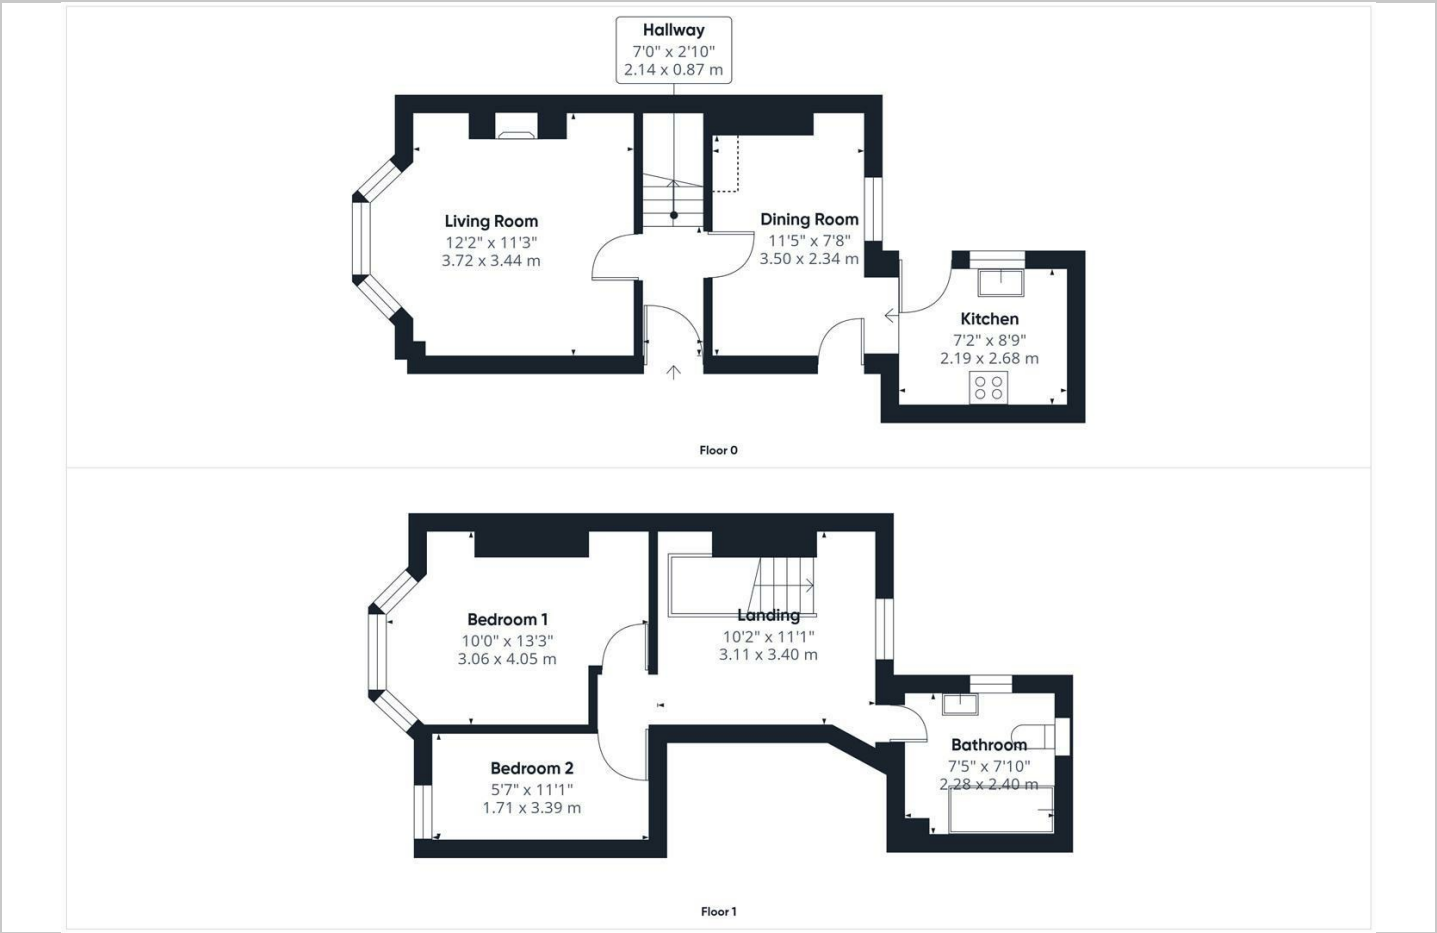 Hallway
7'0" x 2'10"
2.14 x 0.87 m
Living Room
12'2" x 11'3"
3.72 x 3.44 m
Dining Room
11'5" x 7'8"
3.50 x 2.34 m
Kitchen
7'2" x 8'9"
2.19 x 2.68 m
Floor 0
Bedroom 1
10'0" x 13'3"
3.06 x 4.05 m
Landing
10'2" x 11'1"
3.11 x 3.40 m
Bathroom
7'5" x 7'10"
2.28 x 2.40 m
Bedroom 2
5'7" x 11'1"
1.71 x 3.39 m
Floor 1